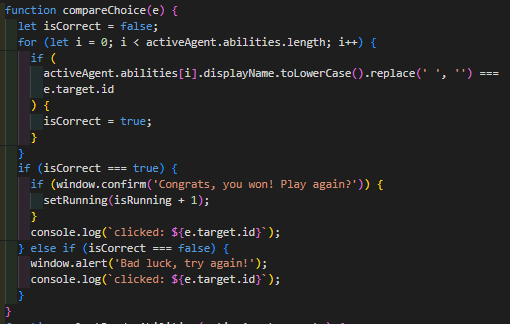 function compareChoice(e) {
let isCorrect = false;
for (let i = 0; i < activeAgent.abilities.length; i++) {
if (
activeAgent.abilities[i].displayName.toLowerCase().replace(' ', '') ===
e.target.id
) {
isCorrect = true;
}
}
if (isCorrect === true) {
if (window.confirm('Congrats, you won! Play again?')) {
setRunning(isRunning + 1);
}
console.log(`clicked: ${e.target.id}`);
} else if (isCorrect === false) {
window.alert('Bad luck, try again!');
console.log(`clicked: ${e.target.id}`);
}
}